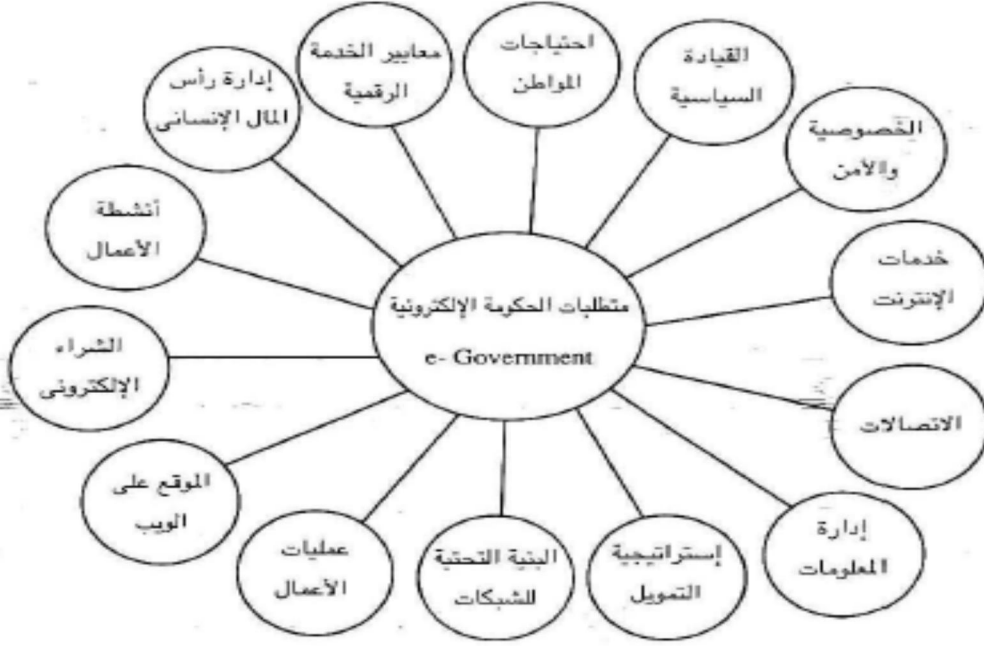 معايير الخدمة
الرقمية
احتياجات
المواطن
القيادة
السياسية
الخصوصية
والأمن
خدمات
الإنترنت
الاتصالات
إدارة
المعلومات
إستراتيجية
التمويل
البنية التحتية
للشبكات
عمليات
الأعمال
الموقع على
الويب
الشراء
الإلكترونى
أنشطة
الأعمال
إدارة رأس
المال الإنسانى
متطلبات الحكومة الإلكترونية
e- Government